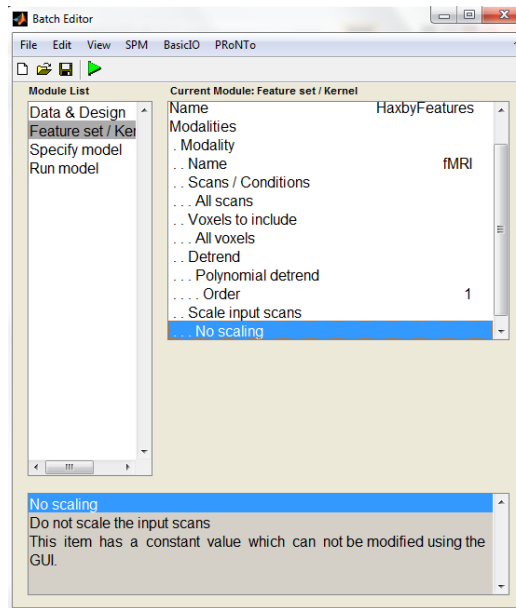 Batch Editor
File Edit View SPM BasicIO PRoNTo
Module List
Current Module: Feature set / Kernel
Data & Design
Feature set / Ker
Specify model
Run model
Name HaxbyFeatures
Modalities
. Modality
. . Name fMRI
. . Scans / Conditions
. . . All scans
. . Voxels to include
. . . All voxels
. . Detrend
. . . Polynomial detrend
. . . . Order 1
. . Scale input scans
. . . No scaling
No scaling
Do not scale the input scans
This item has a constant value which can not be modified using the
GUI.